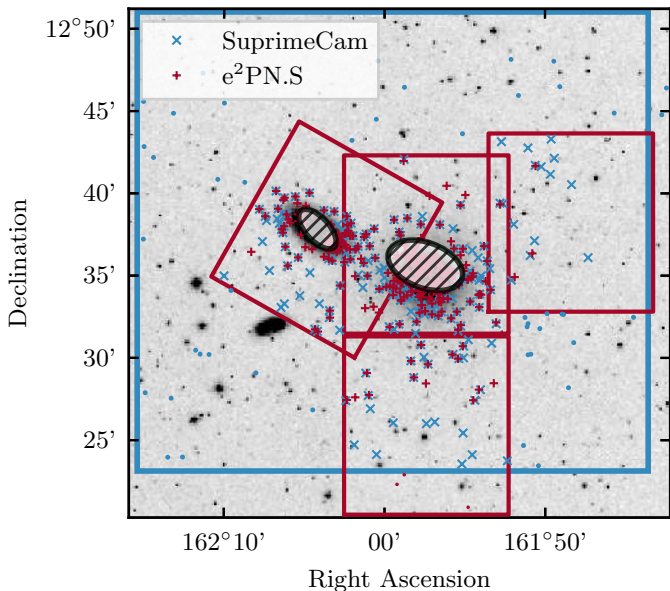 12°50'
45'
40'
35'
30'
25'
Declination
SuprimeCam
e²PN.S
162°10'
00'
161°50'
Right Ascension